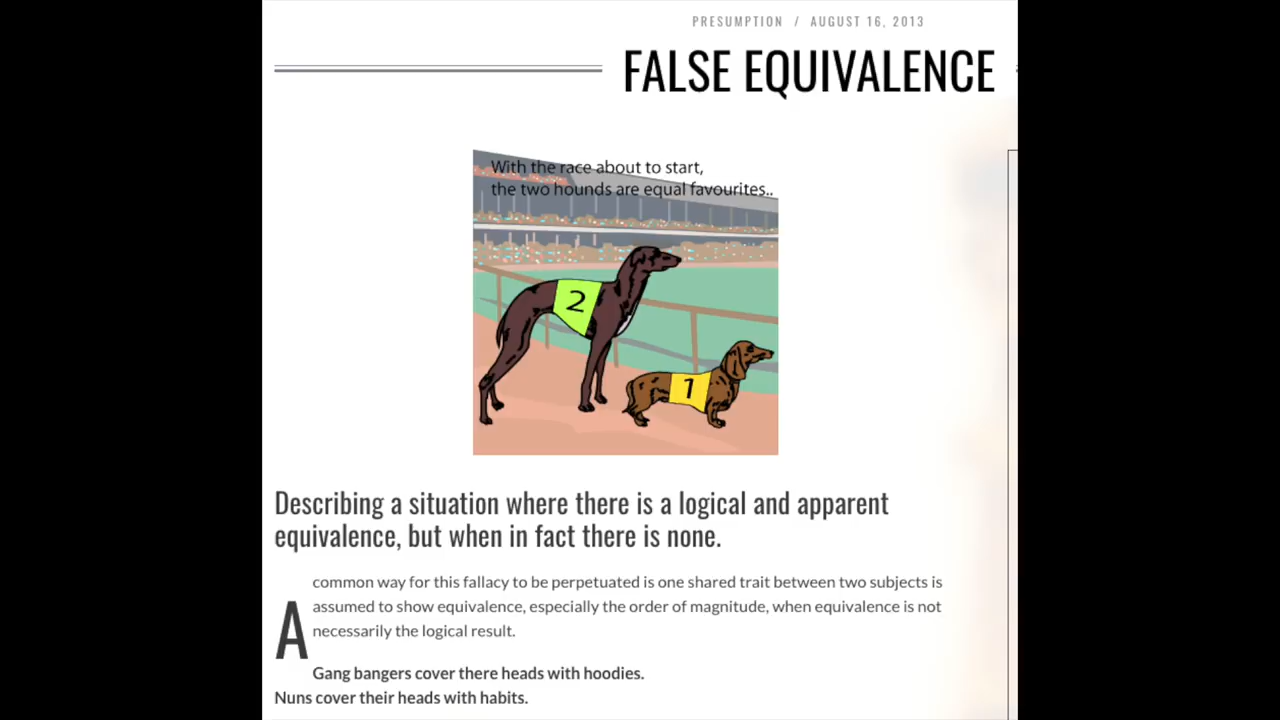 PRESUMPTION / AUGUST 16, 2013
FALSE EQUIVALENCE
With the race about to start,
the two hounds are equal favourites..
2
1
Describing a situation where there is a logical and apparent
equivalence, but when in fact there is none.
A common way for this fallacy to be perpetuated is one shared trait between two subjects is
assumed to show equivalence, especially the order of magnitude, when equivalence is not
necessarily the logical result.
Gang bangers cover there heads with hoodies.
Nuns cover their heads with habits.